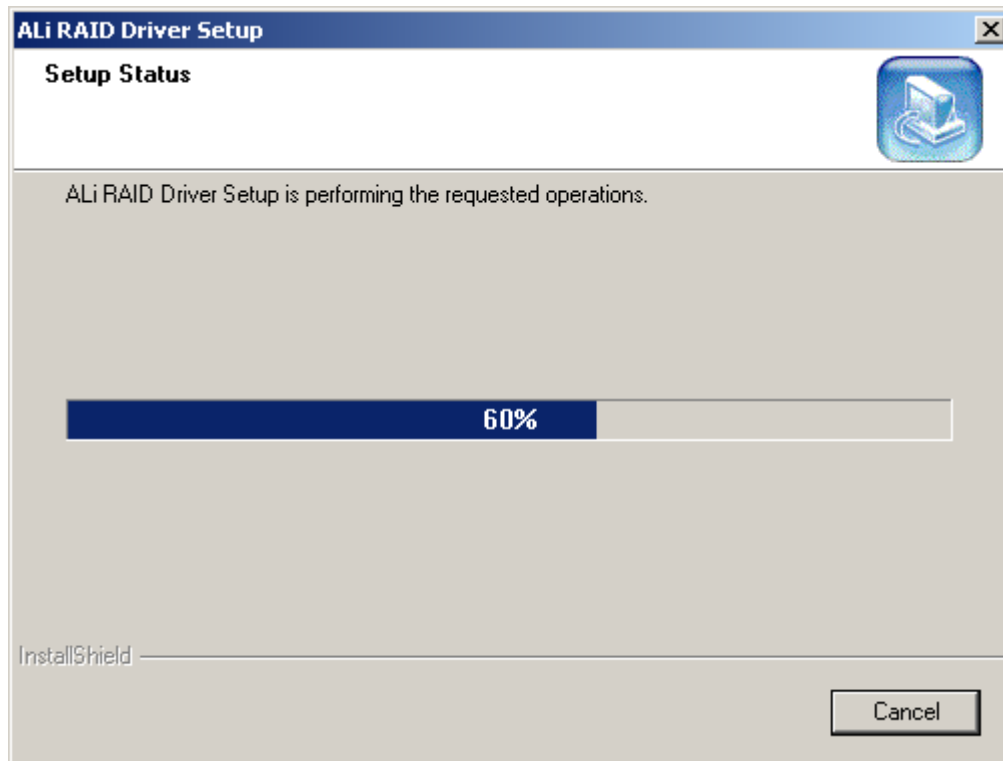 ALi RAID Driver Setup
Setup Status
ALi RAID Driver Setup is performing the requested operations.
60%
InstallShield
Cancel